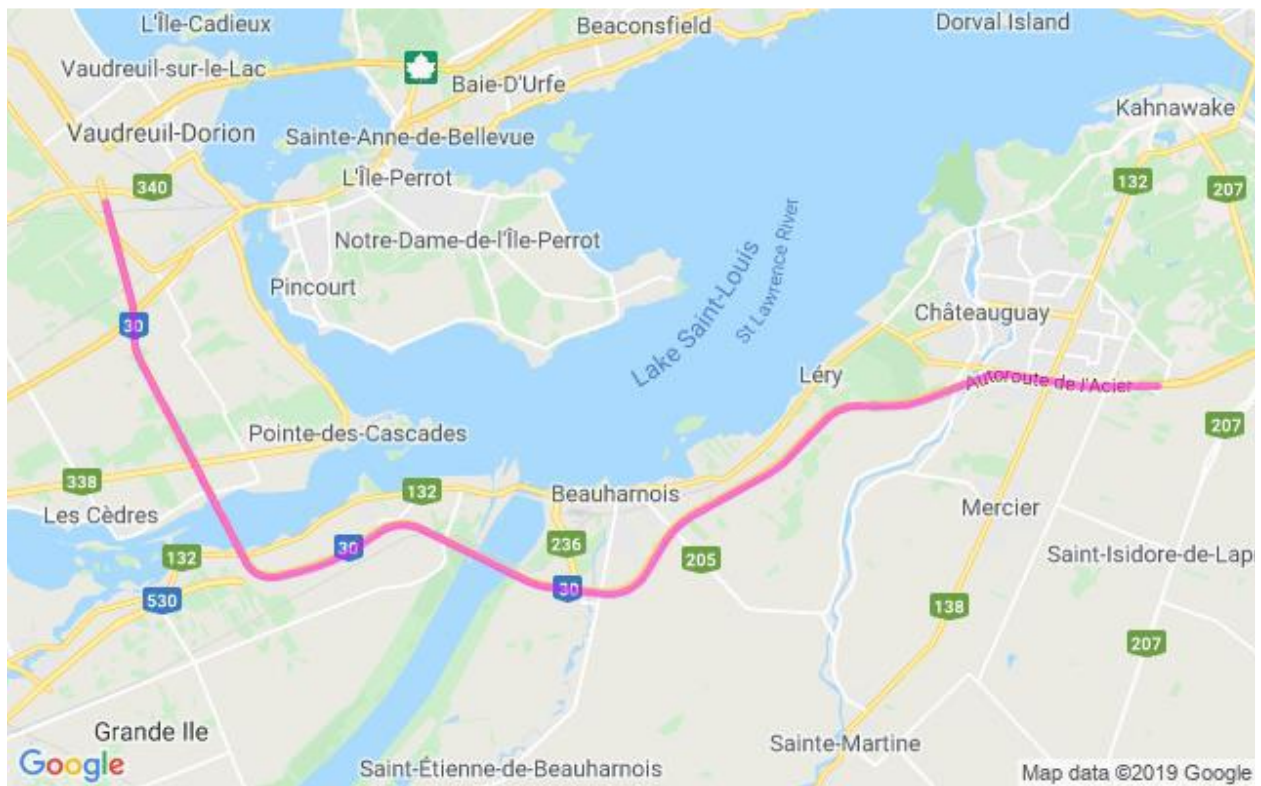 L'Île-Cadieux
Beaconsfield
Dorval Island
Vaudreuil-sur-le-Lac
Baie-D'Urfe
Kahnawake
Vaudreuil-Dorion
Sainte-Anne-de-Bellevue
340
L'Île-Perrot
132
207
Notre-Dame-de-l'Île-Perrot
Lake Saint-Louis
St Lawrence River
Pincourt
30
Châteauguay
Léry
Autoroute de l'Acier
Pointe-des-Cascades
207
338
132
Beauharnois
Les Cèdres
Mercier
132
30
236
205
Saint-Isidore-de-Lap
530
30
138
207
Grande Ile
Sainte-Martine
Google
Saint-Étienne-de-Beauharnois
Map data ©2019 Google